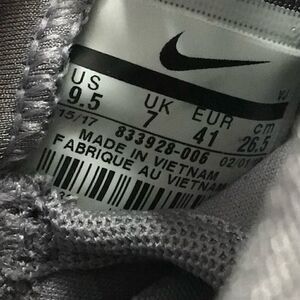 US UK EUR cm
9.5 7 41 26.5
15/17 833928-006 02/01
MADE IN VIETNAM
FABRIQUE AU VIETNAM